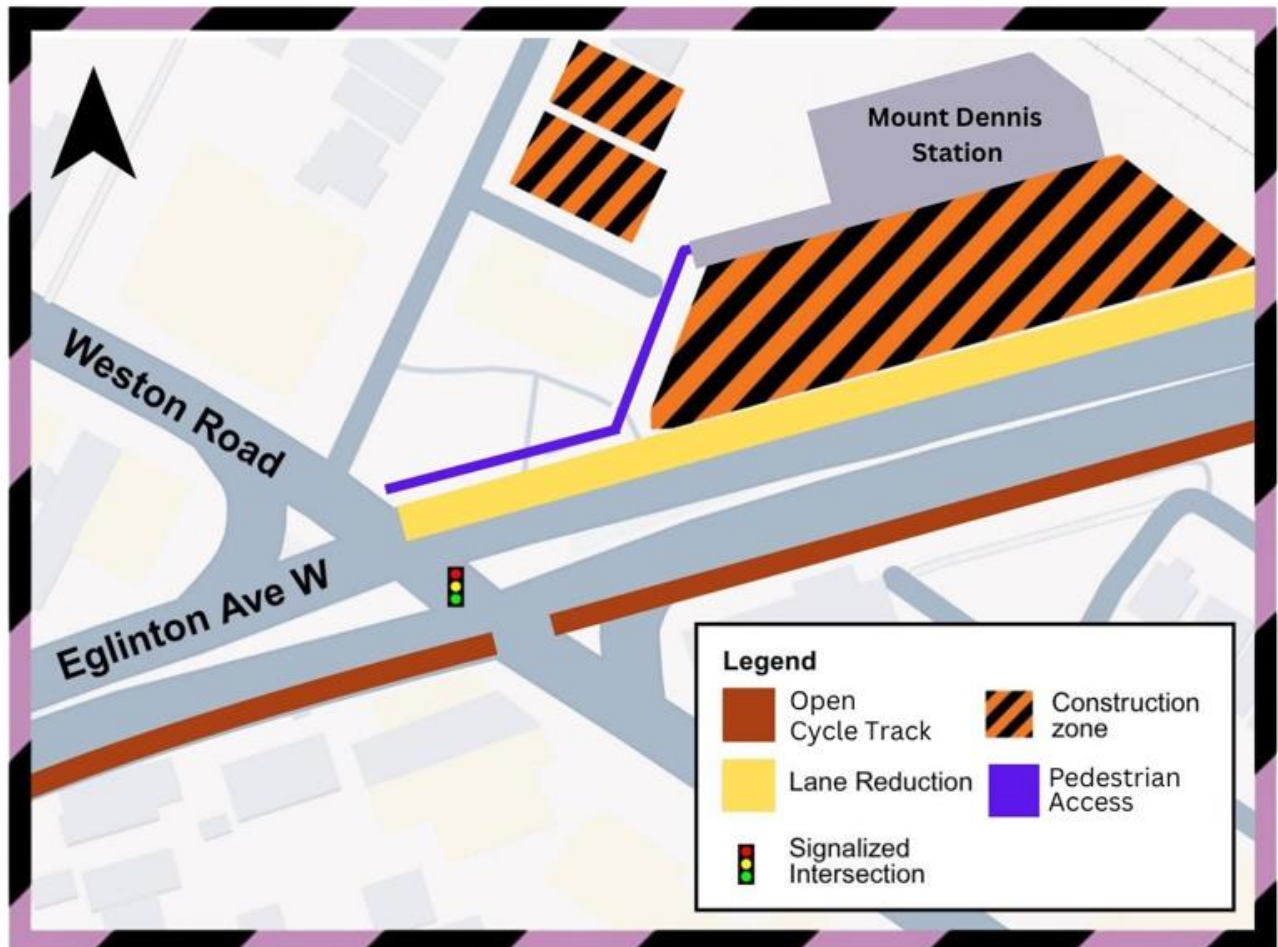 Mount Dennis
Station
Weston Road
Eglinton Ave W
Legend
Open
Cycle Track
Construction
zone
Lane Reduction
Pedestrian
Access
Signalized
Intersection